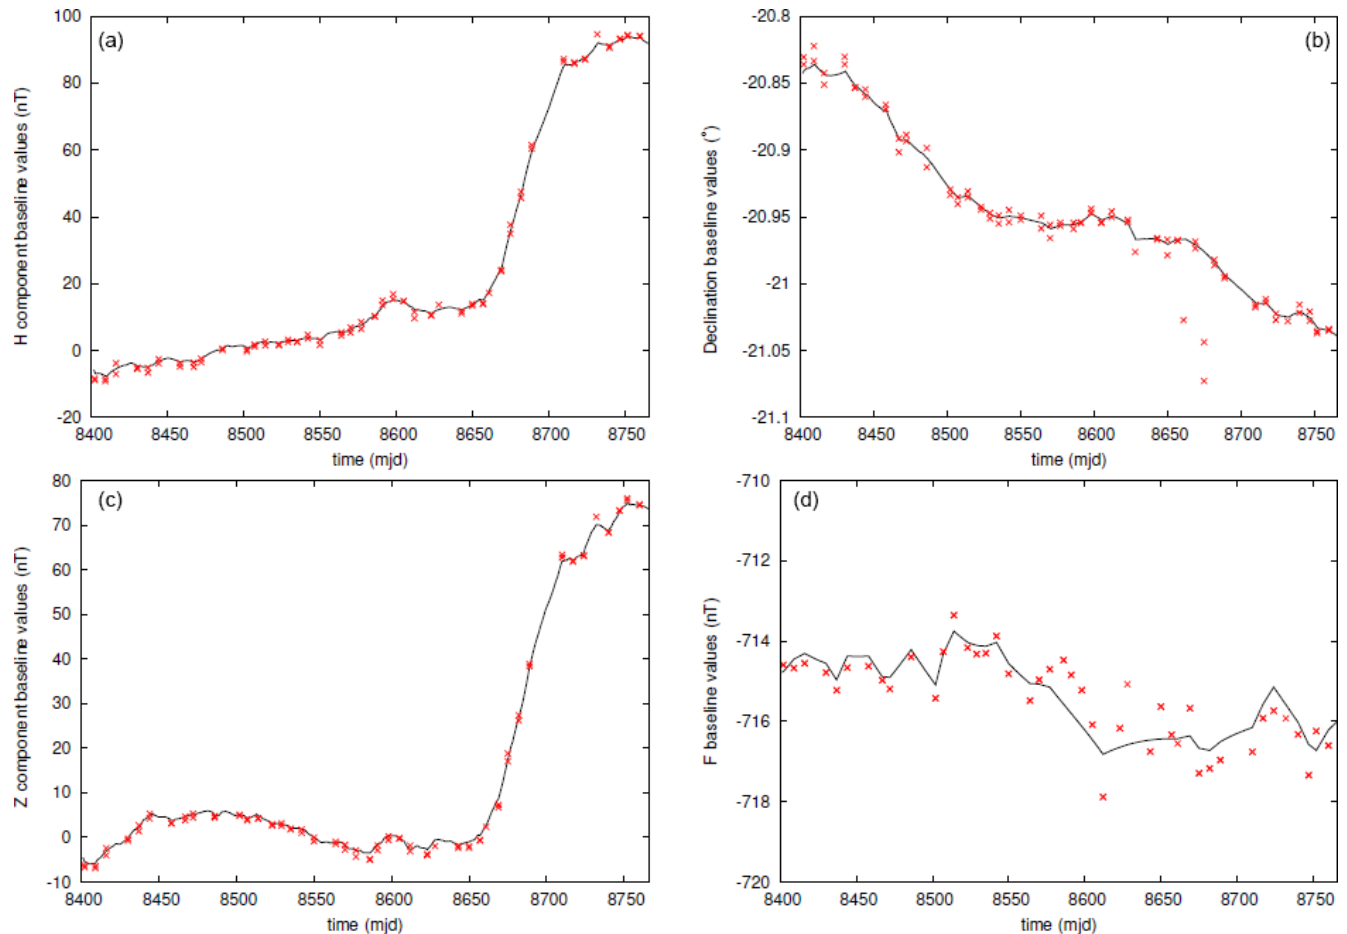 (a)
H component baseline values (nT)
100
80
60
40
20
0
-20
8400 8450 8500 8550 8600 8650 8700 8750
time (mjd)
(b)
Declination baseline values (°)
-20.8
-20.85
-20.9
-20.95
-21
-21.05
-21.1
8400 8450 8500 8550 8600 8650 8700 8750
time (mjd)
(c)
Z component baseline values (nT)
80
70
60
50
40
30
20
10
0
-10
8400 8450 8500 8550 8600 8650 8700 8750
time (mjd)
(d)
F baseline values (nT)
-710
-712
-714
-716
-718
-720
8400 8450 8500 8550 8600 8650 8700 8750
time (mjd)